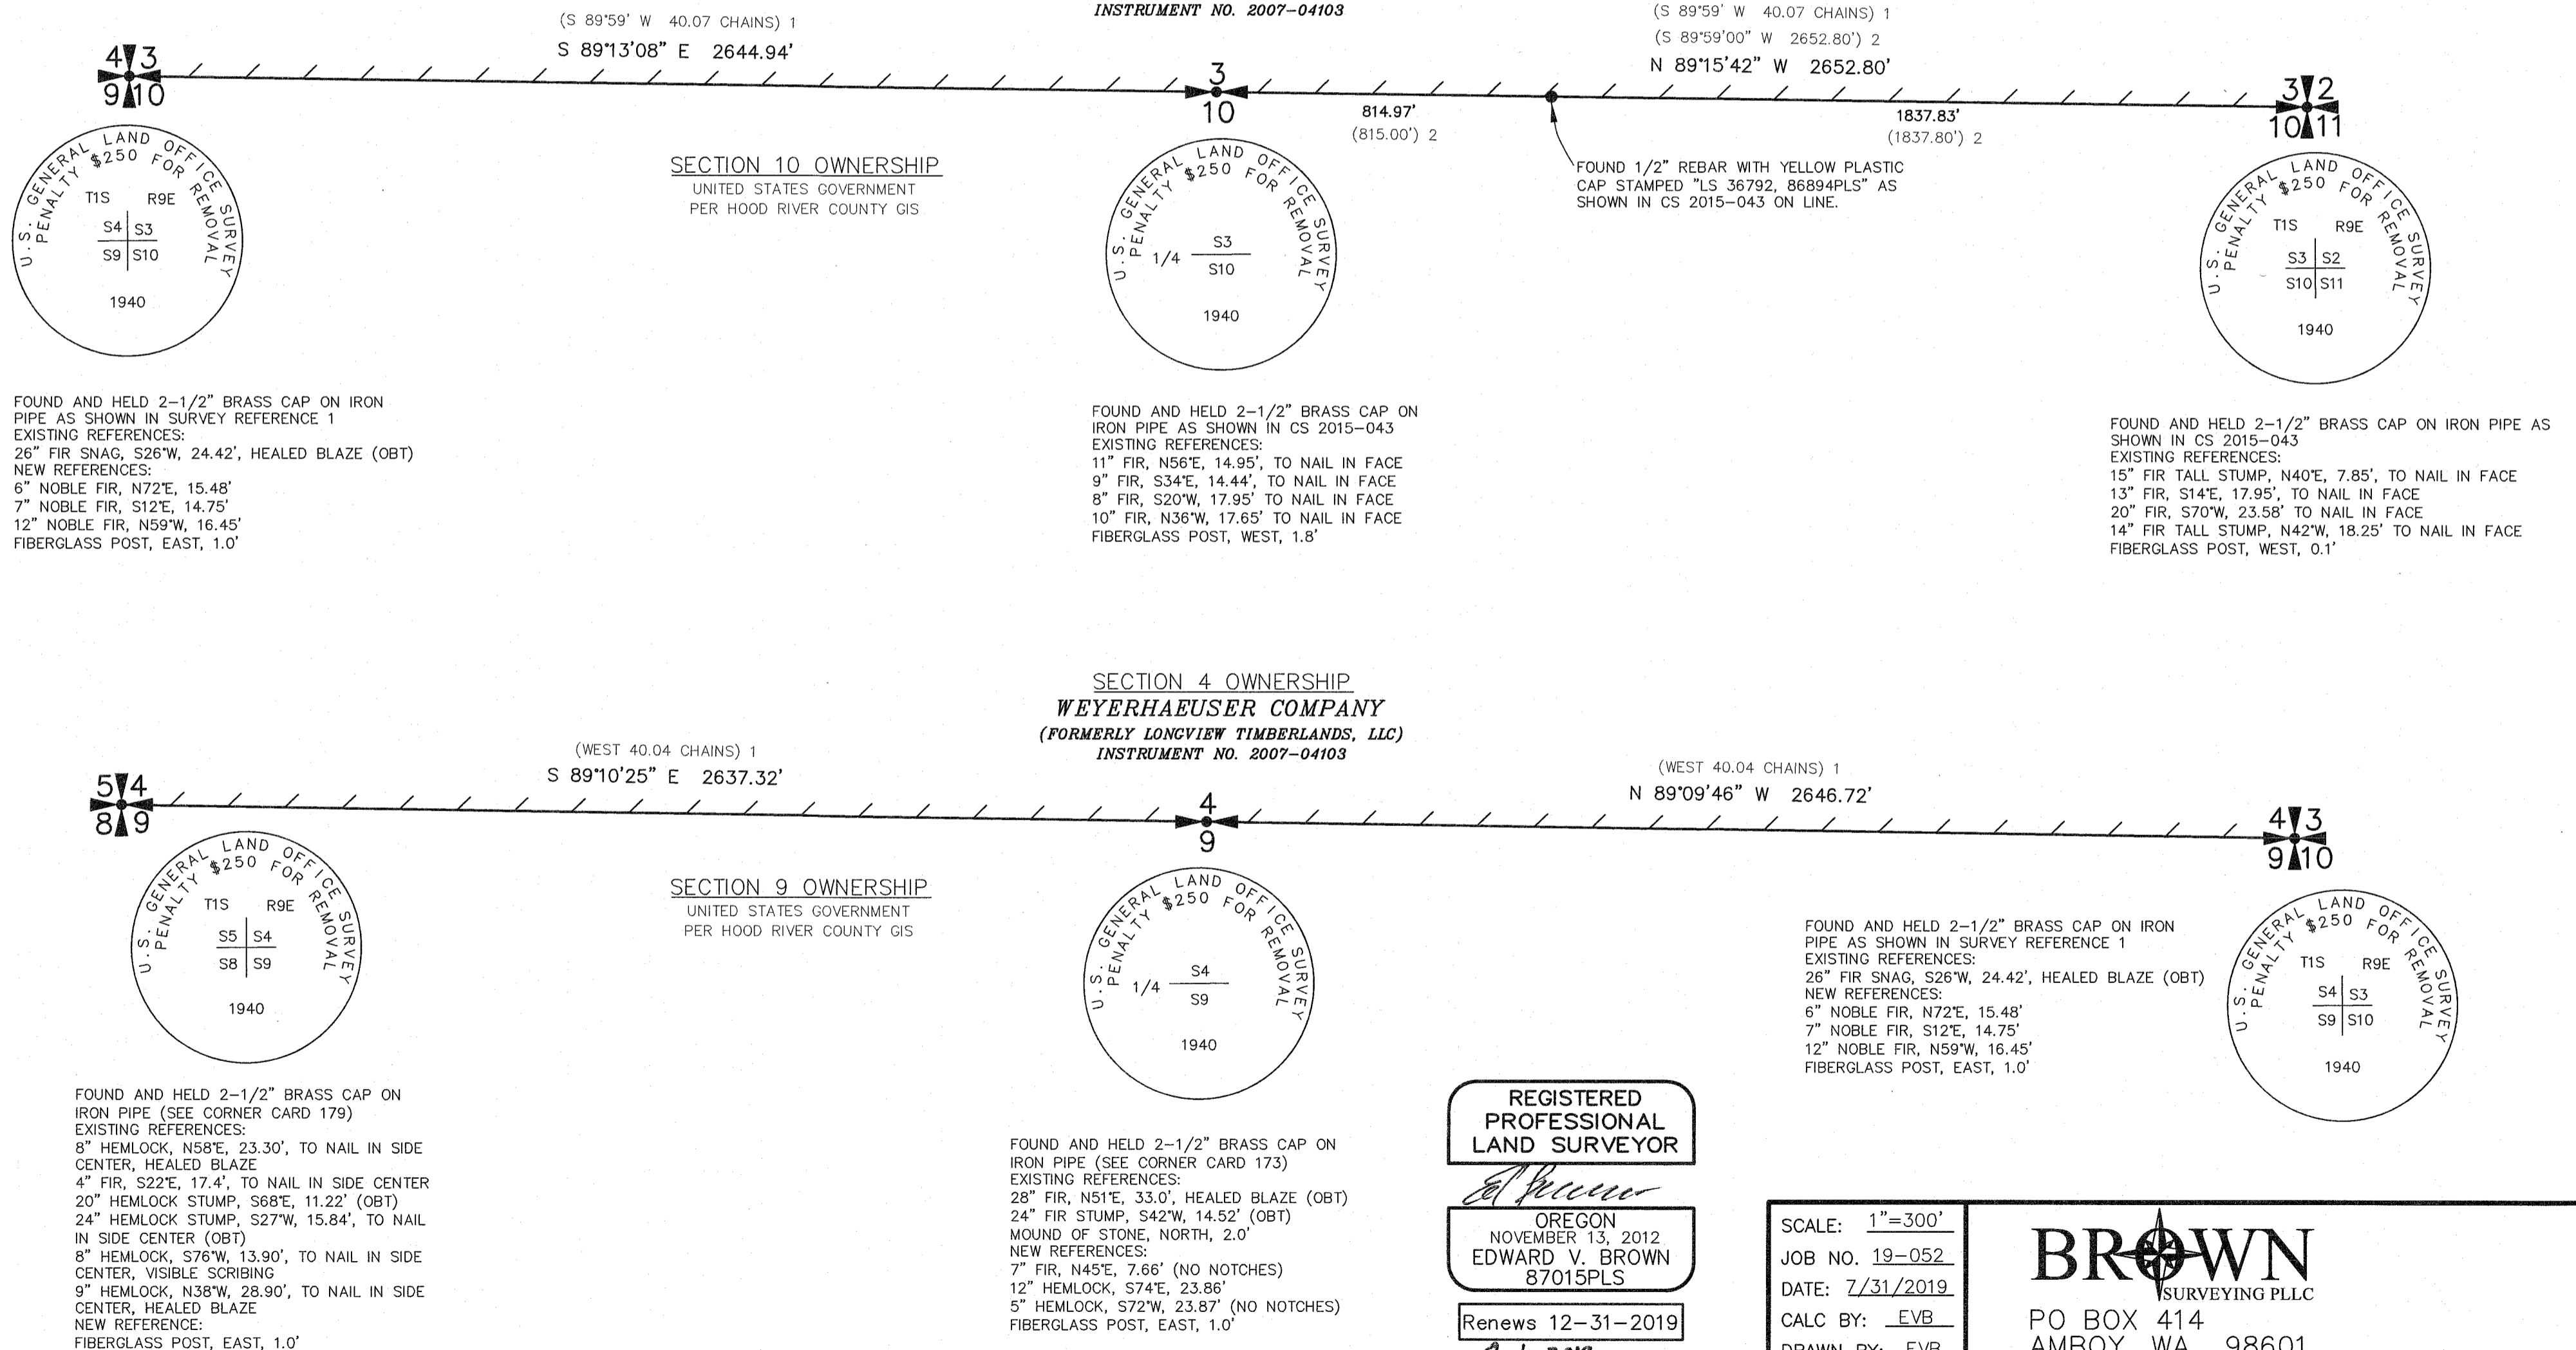 INSTRUMENT NO. 2007-04103
(S 89°59' W 40.07 CHAINS) 1
S 89°13'08" E 2644.94'
(S 89°59' W 40.07 CHAINS) 1
(S 89°59'00" W 2652.80') 2
N 89°15'42" W 2652.80'
4 3
9 10
3
10
3 2
10 11
814.97'
(815.00') 2
1837.83'
(1837.80') 2
FOUND 1/2" REBAR WITH YELLOW PLASTIC
CAP STAMPED "LS 36792, 86894PLS" AS
SHOWN IN CS 2015-043 ON LINE.
SECTION 10 OWNERSHIP
UNITED STATES GOVERNMENT
PER HOOD RIVER COUNTY GIS
U.S. GENERAL LAND OFFICE SURVEY
PENALTY $250 FOR REMOVAL
T1S R9E
S4 S3
S9 S10
1940
U.S. GENERAL LAND OFFICE SURVEY
PENALTY $250 FOR REMOVAL
1/4
S3
S10
1940
U.S. GENERAL LAND OFFICE SURVEY
PENALTY $250 FOR REMOVAL
T1S R9E
S3 S2
S10 S11
1940
FOUND AND HELD 2-1/2" BRASS CAP ON IRON
PIPE AS SHOWN IN SURVEY REFERENCE 1
EXISTING REFERENCES:
26" FIR SNAG, S26°W, 24.42', HEALED BLAZE (OBT)
NEW REFERENCES:
6" NOBLE FIR, N72°E, 15.48'
7" NOBLE FIR, S12°E, 14.75'
12" NOBLE FIR, N59°W, 16.45'
FIBERGLASS POST, EAST, 1.0'
FOUND AND HELD 2-1/2" BRASS CAP ON
IRON PIPE AS SHOWN IN CS 2015-043
EXISTING REFERENCES:
11" FIR, N56°E, 14.95', TO NAIL IN FACE
9" FIR, S34°E, 14.44', TO NAIL IN FACE
8" FIR, S20°W, 17.95' TO NAIL IN FACE
10" FIR, N36°W, 17.65' TO NAIL IN FACE
FIBERGLASS POST, WEST, 1.8'
FOUND AND HELD 2-1/2" BRASS CAP ON IRON PIPE AS
SHOWN IN CS 2015-043
EXISTING REFERENCES:
15" FIR TALL STUMP, N40°E, 7.85', TO NAIL IN FACE
13" FIR, S14°E, 17.95', TO NAIL IN FACE
20" FIR, S70°W, 23.58' TO NAIL IN FACE
14" FIR TALL STUMP, N42°W, 18.25' TO NAIL IN FACE
FIBERGLASS POST, WEST, 0.1'
SECTION 4 OWNERSHIP
WEYERHAEUSER COMPANY
(FORMERLY LONGVIEW TIMBERLANDS, LLC)
INSTRUMENT NO. 2007-04103
(WEST 40.04 CHAINS) 1
S 89°10'25" E 2637.32'
(WEST 40.04 CHAINS) 1
N 89°09'46" W 2646.72'
5 4
8 9
4
9
4 3
9 10
SECTION 9 OWNERSHIP
UNITED STATES GOVERNMENT
PER HOOD RIVER COUNTY GIS
U.S. GENERAL LAND OFFICE SURVEY
PENALTY $250 FOR REMOVAL
T1S R9E
S5 S4
S8 S9
1940
U.S. GENERAL LAND OFFICE SURVEY
PENALTY $250 FOR REMOVAL
1/4
S4
S9
1940
FOUND AND HELD 2-1/2" BRASS CAP ON IRON
PIPE AS SHOWN IN SURVEY REFERENCE 1
EXISTING REFERENCES:
26" FIR SNAG, S26°W, 24.42', HEALED BLAZE (OBT)
NEW REFERENCES:
6" NOBLE FIR, N72°E, 15.48'
7" NOBLE FIR, S12°E, 14.75'
12" NOBLE FIR, N59°W, 16.45'
FIBERGLASS POST, EAST, 1.0'
U.S. GENERAL LAND OFFICE SURVEY
PENALTY $250 FOR REMOVAL
T1S R9E
S4 S3
S9 S10
1940
FOUND AND HELD 2-1/2" BRASS CAP ON
IRON PIPE (SEE CORNER CARD 179)
EXISTING REFERENCES:
8" HEMLOCK, N58°E, 23.30', TO NAIL IN SIDE
CENTER, HEALED BLAZE
4" FIR, S22°E, 17.4', TO NAIL IN SIDE CENTER
20" HEMLOCK STUMP, S68°E, 11.22' (OBT)
24" HEMLOCK STUMP, S27°W, 15.84', TO NAIL
IN SIDE CENTER (OBT)
8" HEMLOCK, S76°W, 13.90', TO NAIL IN SIDE
CENTER, VISIBLE SCRIBING
9" HEMLOCK, N38°W, 28.90', TO NAIL IN SIDE
CENTER, HEALED BLAZE
NEW REFERENCE:
FIBERGLASS POST, EAST, 1.0'
FOUND AND HELD 2-1/2" BRASS CAP ON
IRON PIPE (SEE CORNER CARD 173)
EXISTING REFERENCES:
28" FIR, N51°E, 33.0', HEALED BLAZE (OBT)
24" FIR STUMP, S42°W, 14.52' (OBT)
MOUND OF STONE, NORTH, 2.0'
NEW REFERENCES:
7" FIR, N45°E, 7.66' (NO NOTCHES)
12" HEMLOCK, S74°E, 23.86'
5" HEMLOCK, S72°W, 23.87' (NO NOTCHES)
FIBERGLASS POST, EAST, 1.0'
REGISTERED
PROFESSIONAL
LAND SURVEYOR
OREGON
NOVEMBER 13, 2012
EDWARD V. BROWN
87015PLS
Renews 12-31-2019
SCALE: 1"=300'
JOB NO. 19-052
DATE: 7/31/2019
CALC BY: EVB
DRAWN BY: EVB
BROWN
SURVEYING PLLC
PO BOX 414
AMBOY, WA 98601